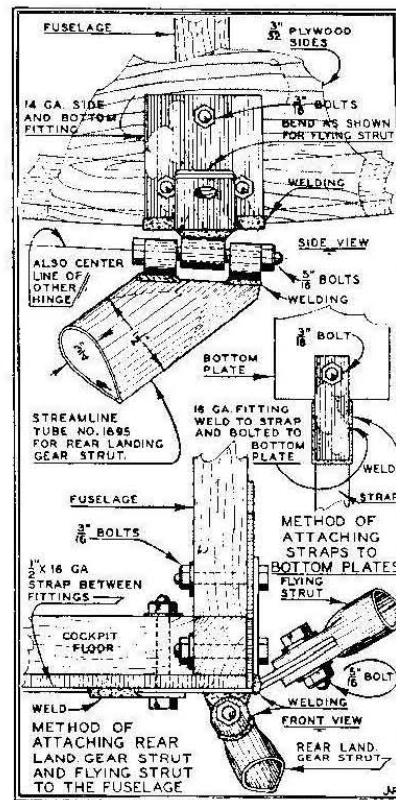 FUSELAGE
3/32" PLYWOOD
SIDES
14 GA. SIDE
AND BOTTOM
FITTING
3/16" BOLTS
BEND AS SHOWN
FOR FLYING STRUT
WELDING
SIDE VIEW
ALSO CENTER
LINE OF
OTHER
HINGE
5/16" BOLTS
WELDING
3/16"
BOLT
BOTTOM
PLATE
STREAMLINE
TUBE NO. 1695
FOR REAR LANDING
GEAR STRUT.
16 GA. FITTING
WELD TO STRAP
AND BOLTED TO
BOTTOM
PLATE
WELD
STRAP
FUSELAGE
3/16"
BOLTS
METHOD OF
ATTACHING
STRAPS TO
BOTTOM PLATES
1/2" X 16 GA
STRAP BETWEEN
FITTINGS
FLYING
STRUT
COCKPIT
FLOOR
5/16" BOLT
WELD
WELDING
FRONT VIEW
METHOD OF
ATTACHING REAR
LAND. GEAR STRUT
AND FLYING STRUT
TO THE FUSELAGE
REAR LAND.
GEAR STRUT